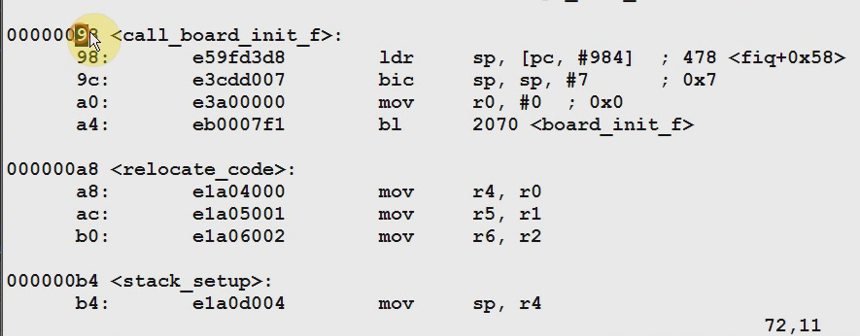 00000098 <call_board_init_f>:
98: e59fd3d8 ldr sp, [pc, #984] ; 478 <fiq+0x58>
9c: e3cdd007 bic sp, sp, #7 ; 0x7
a0: e3a00000 mov r0, #0 ; 0x0
a4: eb0007f1 bl 2070 <board_init_f>
000000a8 <relocate_code>:
a8: e1a04000 mov r4, r0
ac: e1a05001 mov r5, r1
b0: e1a06002 mov r6, r2
000000b4 <stack_setup>:
b4: e1a0d004 mov sp, r4
72,11